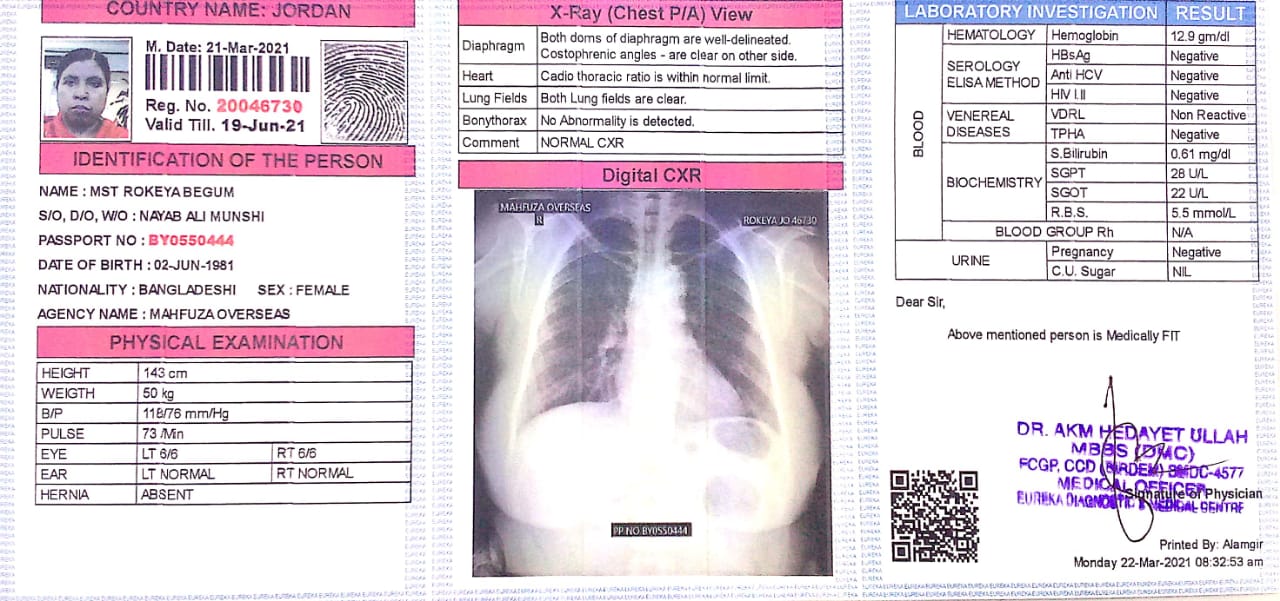 COUNTRY NAME: JORDAN
M. Date: 21-Mar-2021
Reg. No. 20046730
Valid Till. 19-Jun-21
IDENTIFICATION OF THE PERSON
NAME : MST ROKEYA BEGUM
S/O, D/O, W/O : NAYAB ALI MUNSHI
PASSPORT NO : BY0550444
DATE OF BIRTH : 02-JUN-1981
NATIONALITY : BANGLADESHI SEX : FEMALE
AGENCY NAME : MAHFUZA OVERSEAS
PHYSICAL EXAMINATION
HEIGHT 143 cm
WEIGTH 50 kg
B/P 118/76 mm/Hg
PULSE 73 /Min
EYE LT 6/6 RT 6/6
EAR LT NORMAL RT NORMAL
HERNIA ABSENT
X-Ray (Chest P/A) View
Diaphragm Both doms of diaphragm are well-delineated.
Costophrenic angles - are clear on other side.
Heart Cadio thoracic ratio is within normal limit.
Lung Fields Both Lung fields are clear.
Bonythorax No Abnormality is detected.
Comment NORMAL CXR
Digital CXR
MAHFUZA OVERSEAS
R
ROKEYA JO 46730
PP NO BY0550444
LABORATORY INVESTIGATION RESULT
BLOOD
HEMATOLOGY Hemoglobin 12.9 gm/dl
SEROLOGY
ELISA METHOD
HBsAg Negative
Anti HCV Negative
HIV I.II Negative
VENEREAL
DISEASES
VDRL Non Reactive
TPHA Negative
BIOCHEMISTRY
S.Bilirubin 0.61 mg/dl
SGPT 28 U/L
SGOT 22 U/L
R.B.S. 5.5 mmol/L
BLOOD GROUP Rh N/A
URINE
Pregnancy Negative
C.U. Sugar NIL
Dear Sir,
Above mentioned person is Medically FIT
DR. AKM HEDAYET ULLAH
MBBS (DMC)
FCGP, CCD (BIRDEM) BMDC-4577
MEDICAL OFFICER
Signature of Physician
EUREKA DIAGNOSTIC & MEDICAL CENTRE
Printed By: Alamgir
Monday 22-Mar-2021 08:32:53 am